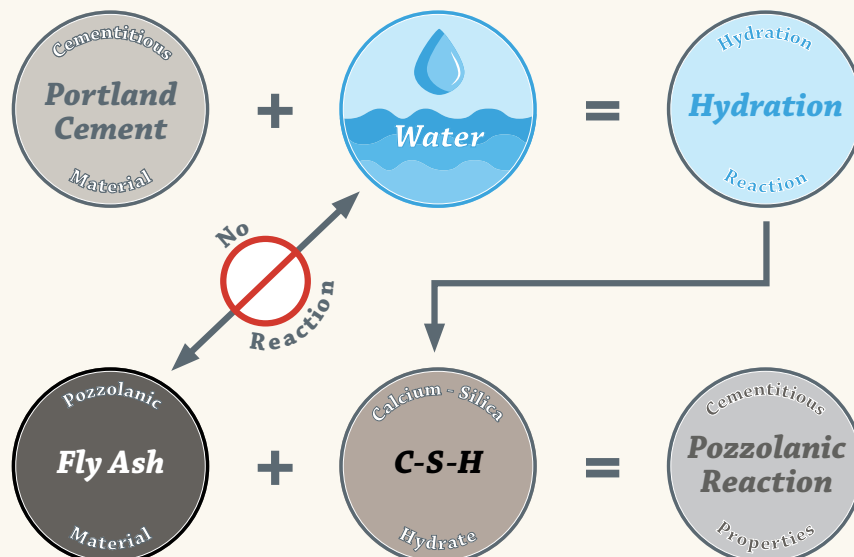 Cementitious
Portland
Cement
Material
+
Water
=
Hydration
Hydration
Reaction
No
Reaction
Pozzolanic
Fly Ash
Material
+
Calcium - Silica
C-S-H
Hydrate
=
Cementitious
Pozzolanic
Reaction
Properties